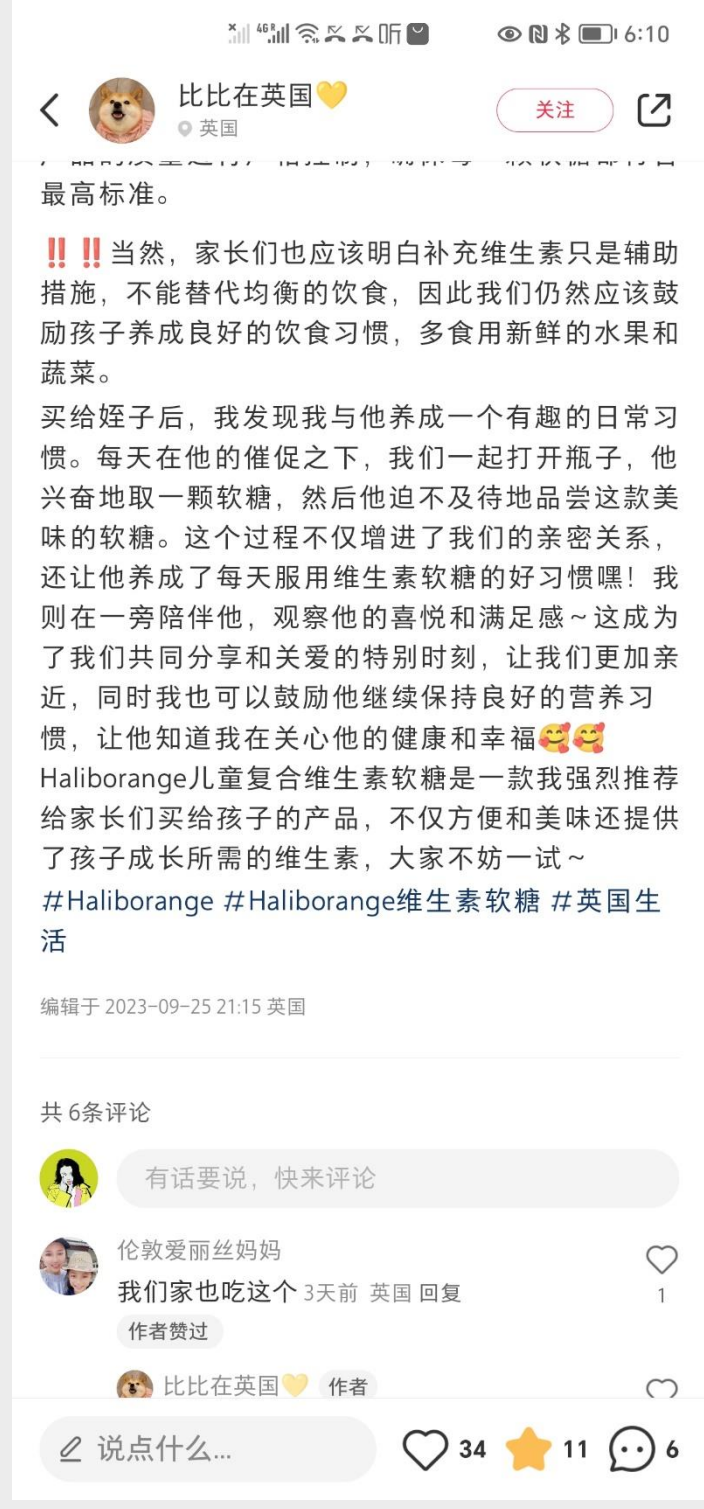 46
听
6:10
比比在英国💛
英国
关注
最高标准。
‼️ ‼️当然，家长们也应该明白补充维生素只是辅助
措施，不能替代均衡的饮食，因此我们仍然应该鼓
励孩子养成良好的饮食习惯，多食用新鲜的水果和
蔬菜。
买给姪子后，我发现我与他养成一个有趣的日常习
惯。每天在他的催促之下，我们一起打开瓶子，他
兴奋地取一颗软糖，然后他迫不及待地品尝这款美
味的软糖。这个过程不仅增进了我们的亲密关系，
还让他养成了每天服用维生素软糖的好习惯嘿！我
则在一旁陪伴他，观察他的喜悦和满足感～这成为
了我们共同分享和关爱的特别时刻，让我们更加亲
近，同时我也可以鼓励他继续保持良好的营养习
惯，让他知道我在关心他的健康和幸福🥰🥰
Haliborange儿童复合维生素软糖是一款我强烈推荐
给家长们买给孩子的产品，不仅方便和美味还提供
了孩子成长所需的维生素，大家不妨一试～
#Haliborange #Haliborange维生素软糖 #英国生
活
编辑于 2023-09-25 21:15 英国
共 6条评论
有话要说，快来评论
伦敦爱丽丝妈妈
我们家也吃这个 3天前 英国 回复
1
作者赞过
比比在英国💛 作者
说点什么...
34
11
6